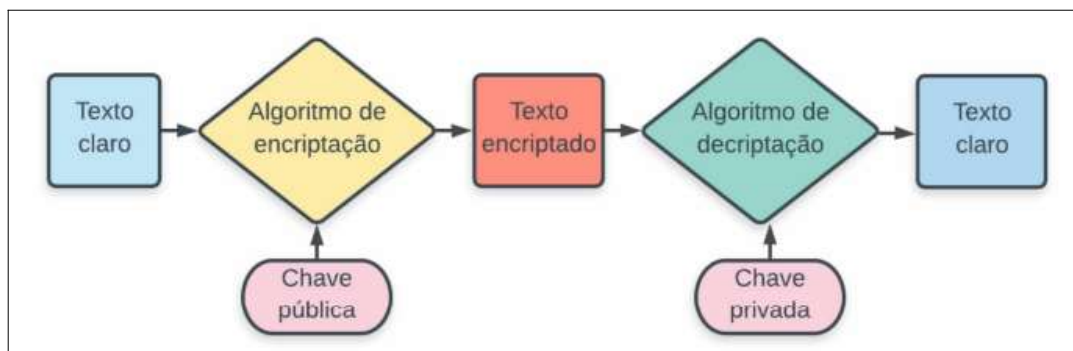 Texto
claro
Algoritmo de
encriptação
Texto
encriptado
Algoritmo de
decriptação
Texto
claro
Chave
pública
Chave
privada